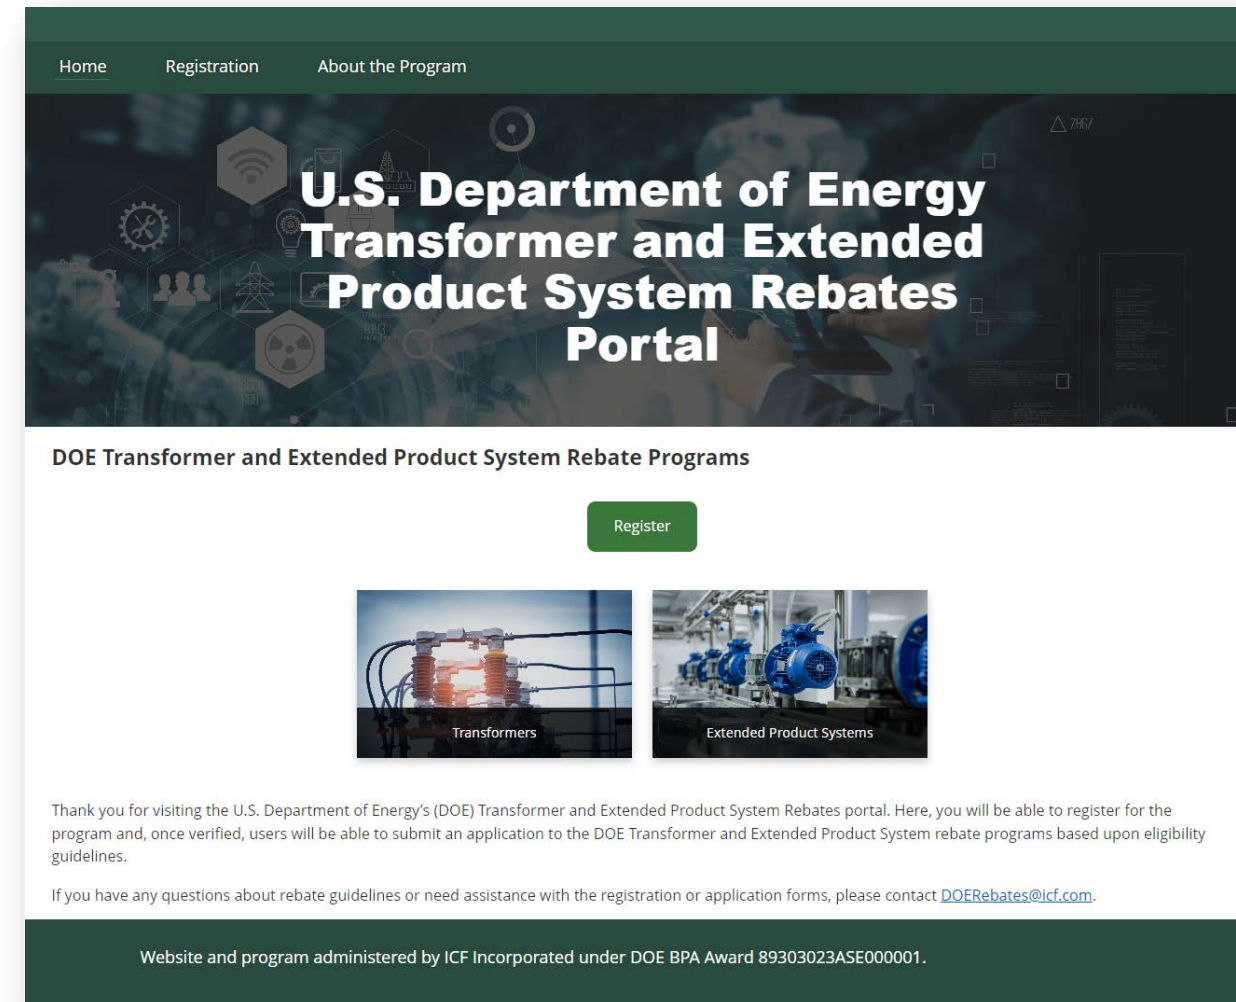 Home Registration About the Program
2867
U.S. Department of Energy
Transformer and Extended
Product System Rebates
Portal
DOE Transformer and Extended Product System Rebate Programs
Register
Transformers Extended Product Systems
Thank you for visiting the U.S. Department of Energy’s (DOE) Transformer and Extended Product System Rebates portal. Here, you will be able to register for the
program and, once verified, users will be able to submit an application to the DOE Transformer and Extended Product System rebate programs based upon eligibility
guidelines.
If you have any questions about rebate guidelines or need assistance with the registration or application forms, please contact DOERebates@icf.com.
Website and program administered by ICF Incorporated under DOE BPA Award 89303023ASE000001.